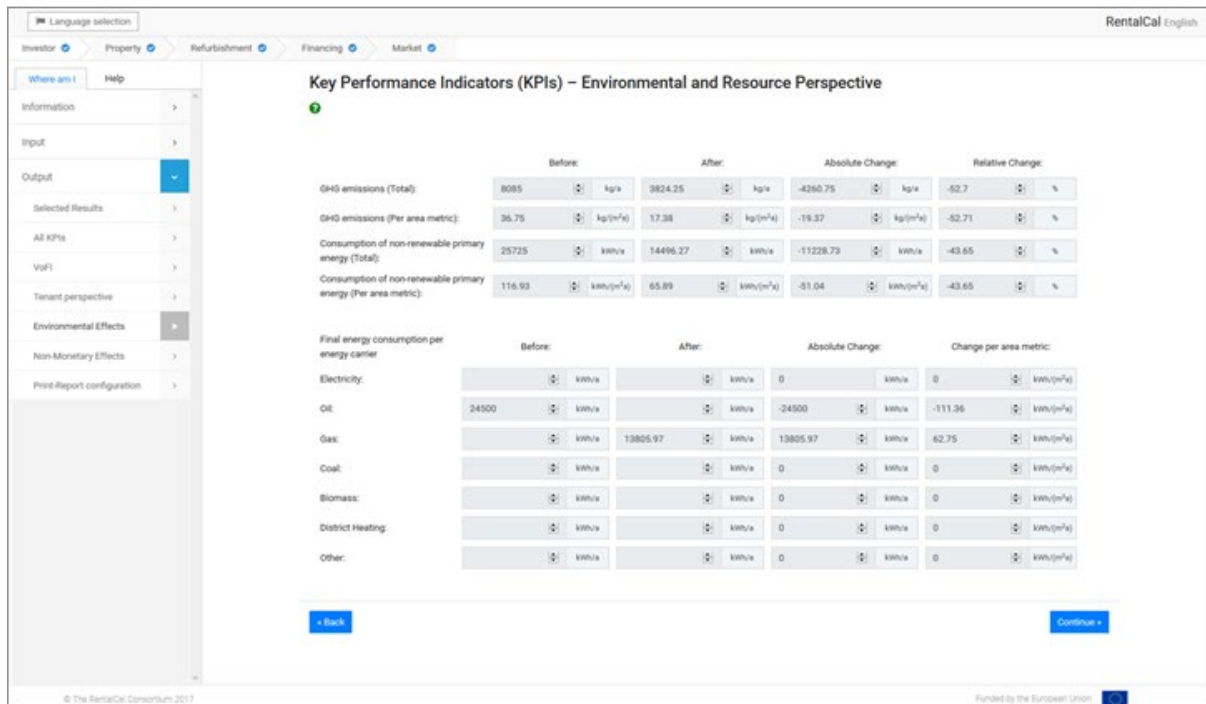 Language selection
RentalCal English
Investor Property Refurbishment Financing Market
Where am I Help
Information
Input
Output
Selected Results
All KPIs
VoFI
Tenant perspective
Environmental Effects
Non-Monetary Effects
Print-Report configuration
Key Performance Indicators (KPIs) – Environmental and Resource Perspective
Before: After: Absolute Change: Relative Change:
GHG emissions (Total): 8085 kg/a 3824.25 kg/a -4260.75 kg/a -52.7 %
GHG emissions (Per area metric): 36.75 kg/(m²a) 17.38 kg/(m²a) -19.37 kg/(m²a) -52.71 %
Consumption of non-renewable primary
energy (Total): 25725 kWh/a 14496.27 kWh/a -11228.73 kWh/a -43.65 %
Consumption of non-renewable primary
energy (Per area metric): 116.93 kWh/(m²a) 65.89 kWh/(m²a) -51.04 kWh/(m²a) -43.65 %
Final energy consumption per
energy carrier Before: After: Absolute Change: Change per area metric:
Electricity: kWh/a kWh/a 0 kWh/a 0 kWh/(m²a)
Oil: 24500 kWh/a kWh/a -24500 kWh/a -111.36 kWh/(m²a)
Gas: kWh/a 13805.97 kWh/a 13805.97 kWh/a 62.75 kWh/(m²a)
Coal: kWh/a kWh/a 0 kWh/a 0 kWh/(m²a)
Biomass: kWh/a kWh/a 0 kWh/a 0 kWh/(m²a)
District Heating: kWh/a kWh/a 0 kWh/a 0 kWh/(m²a)
Other: kWh/a kWh/a 0 kWh/a 0 kWh/(m²a)
« Back Continue »
© The RentalCal Consortium 2017 Funded by the European Union